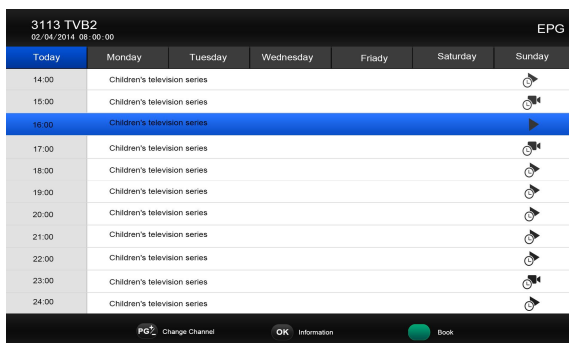 3113 TVB2
02/04/2014 08:00:00
EPG
Today Monday Tuesday Wednesday Friady Saturday Sunday
14:00 Children's television series
15:00 Children's television series
16:00 Children's television series
17:00 Children's television series
18:00 Children's television series
19:00 Children's television series
20:00 Children's television series
21:00 Children's television series
22:00 Children's television series
23:00 Children's television series
24:00 Children's television series
PG± Change Channel OK Information Book